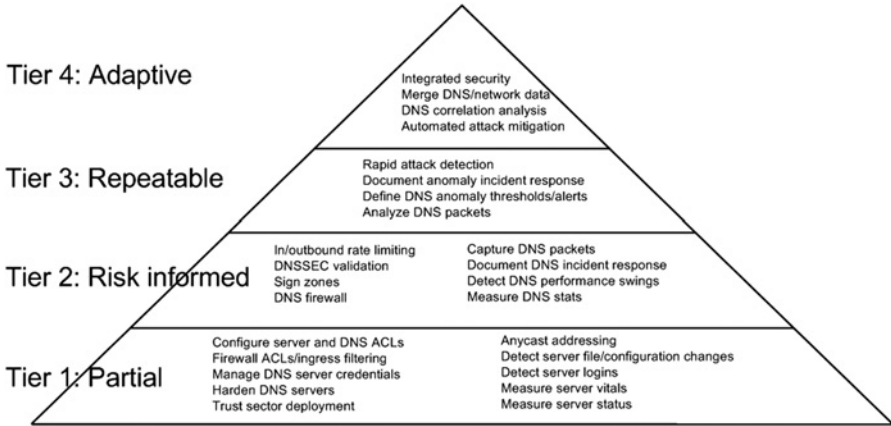 Tier 4: Adaptive
Integrated security
Merge DNS/network data
DNS correlation analysis
Automated attack mitigation
Tier 3: Repeatable
Rapid attack detection
Document anomaly incident response
Define DNS anomaly thresholds/alerts
Analyze DNS packets
Tier 2: Risk informed
In/outbound rate limiting
DNSSEC validation
Sign zones
DNS firewall
Capture DNS packets
Document DNS incident response
Detect DNS performance swings
Measure DNS stats
Tier 1: Partial
Configure server and DNS ACLs
Firewall ACLs/ingress filtering
Manage DNS server credentials
Harden DNS servers
Trust sector deployment
Anycast addressing
Detect server file/configuration changes
Detect server logins
Measure server vitals
Measure server status